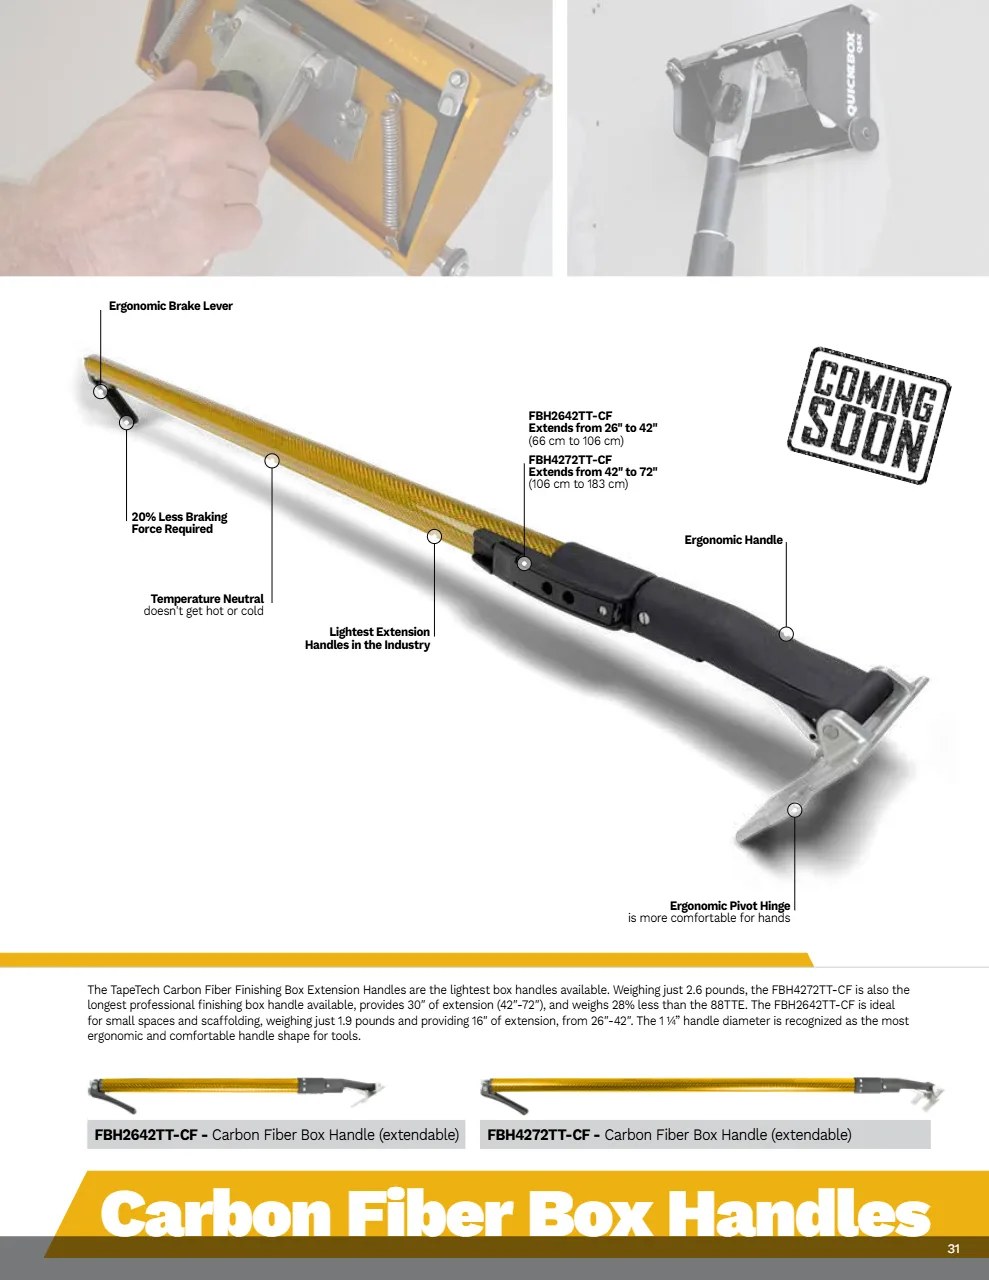 QUICKBOX
QSX
Ergonomic Brake Lever
COMING
SOON
FBH2642TT-CF
Extends from 26" to 42"
(66 cm to 106 cm)
FBH4272TT-CF
Extends from 42" to 72"
(106 cm to 183 cm)
20% Less Braking
Force Required
Ergonomic Handle
Temperature Neutral
doesn't get hot or cold
Lightest Extension
Handles in the Industry
Ergonomic Pivot Hinge
is more comfortable for hands
The TapeTech Carbon Fiber Finishing Box Extension Handles are the lightest box handles available. Weighing just 2.6 pounds, the FBH4272TT-CF is also the
longest professional finishing box handle available, provides 30" of extension (42"-72"), and weighs 28% less than the 88TTE. The FBH2642TT-CF is ideal
for small spaces and scaffolding, weighing just 1.9 pounds and providing 16" of extension, from 26"-42". The 1 ¼" handle diameter is recognized as the most
ergonomic and comfortable handle shape for tools.
FBH2642TT-CF - Carbon Fiber Box Handle (extendable)
FBH4272TT-CF - Carbon Fiber Box Handle (extendable)
Carbon Fiber Box Handles
31